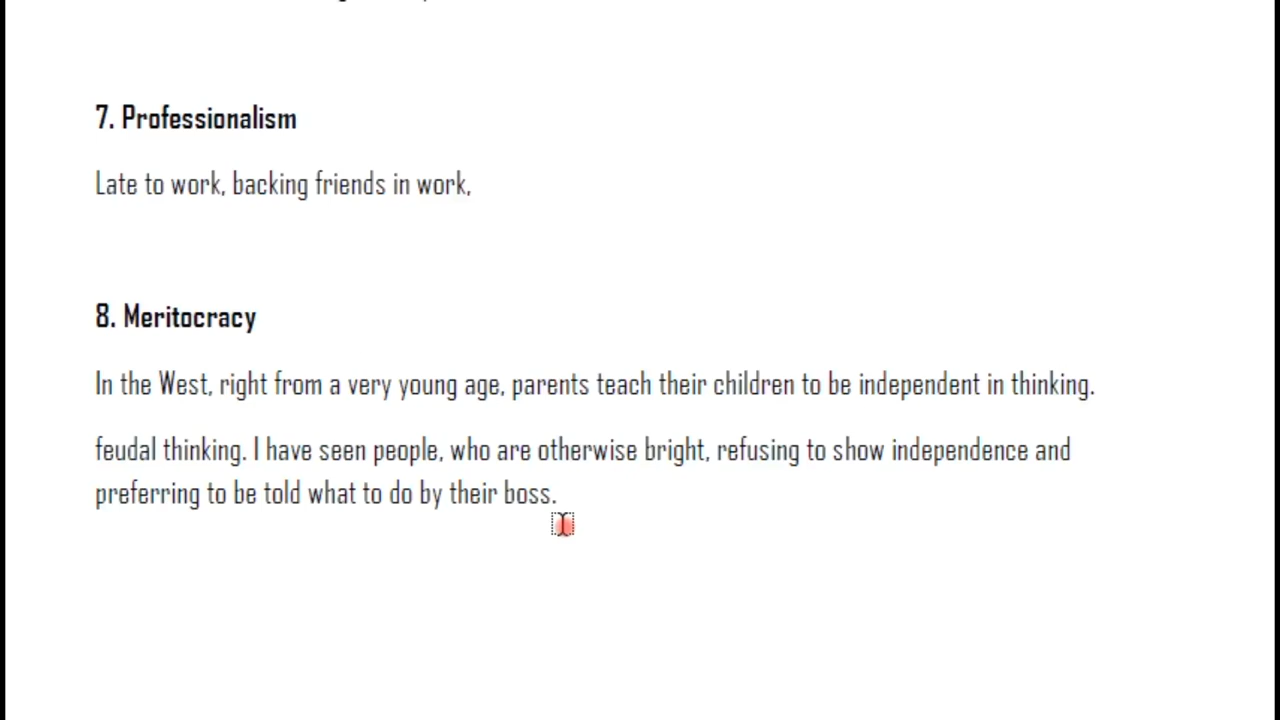 7. Professionalism
Late to work, backing friends in work,
8. Meritocracy
In the West, right from a very young age, parents teach their children to be independent in thinking.
feudal thinking. I have seen people, who are otherwise bright, refusing to show independence and
preferring to be told what to do by their boss.